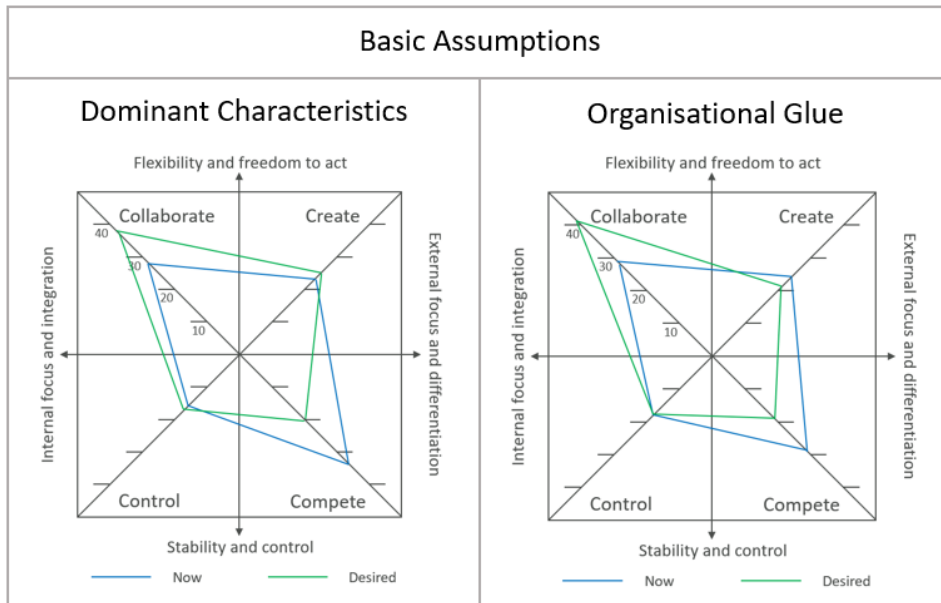 Basic Assumptions
Dominant Characteristics
Flexibility and freedom to act
Collaborate
Create
40
30
20
10
Internal focus and integration
External focus and differentiation
Control
Compete
Stability and control
Now
Desired
Organisational Glue
Flexibility and freedom to act
Collaborate
Create
40
30
20
10
Internal focus and integration
External focus and differentiation
Control
Compete
Stability and control
Now
Desired